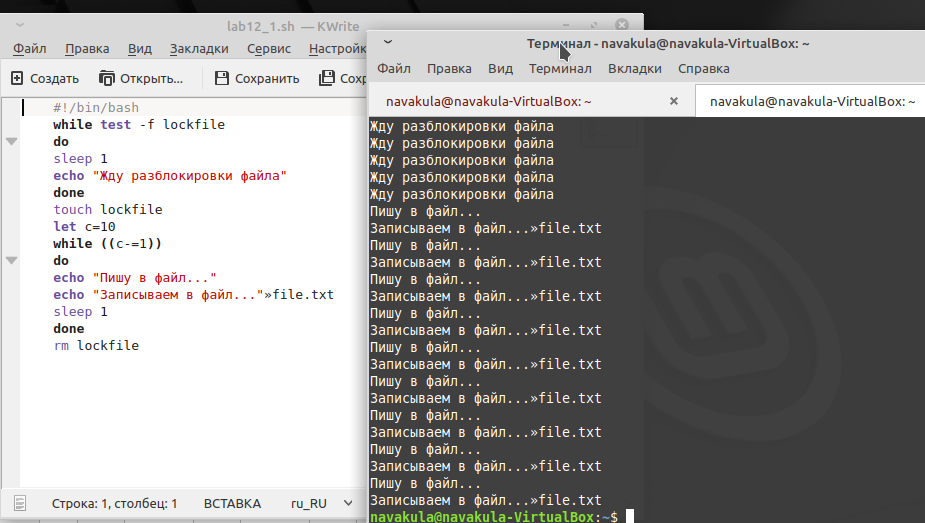 lab12_1.sh — KWrite
Файл Правка Вид Закладки Сервис Настройк
Создать Открыть... Сохранить Сохр
#!/bin/bash
while test -f lockfile
do
sleep 1
echo "Жду разблокировки файла"
done
touch lockfile
let c=10
while ((c-=1))
do
echo "Пишу в файл..."
echo "Записываем в файл..."»file.txt
sleep 1
done
rm lockfile
Строка: 1, столбец: 1 ВСТАВКА ru_RU
Терминал - navakula@navakula-VirtualBox: ~
Файл Правка Вид Терминал Вкладки Справка
navakula@navakula-VirtualBox: ~ × navakula@navakula-VirtualBox: ~
Жду разблокировки файла
Жду разблокировки файла
Жду разблокировки файла
Жду разблокировки файла
Жду разблокировки файла
Пишу в файл...
Записываем в файл...»file.txt
Пишу в файл...
Записываем в файл...»file.txt
Пишу в файл...
Записываем в файл...»file.txt
Пишу в файл...
Записываем в файл...»file.txt
Пишу в файл...
Записываем в файл...»file.txt
Пишу в файл...
Записываем в файл...»file.txt
Пишу в файл...
Записываем в файл...»file.txt
Пишу в файл...
Записываем в файл...»file.txt
Пишу в файл...
Записываем в файл...»file.txt
navakula@navakula-VirtualBox:~$